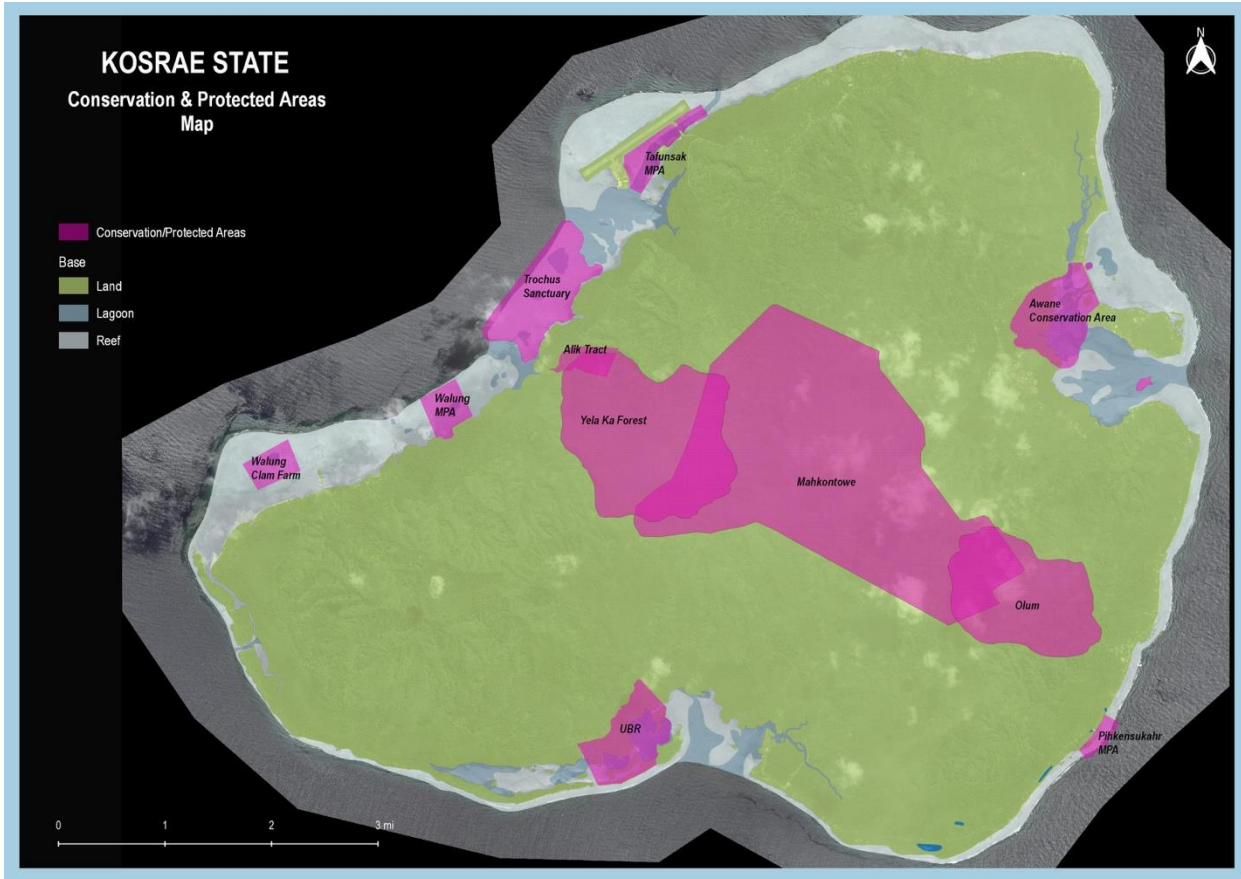 KOSRAE STATE
Conservation & Protected Areas
Map
N
Conservation/Protected Areas
Base
Land
Lagoon
Reef
Tafunsak
MPA
Trochus
Sanctuary
Awane
Conservation Area
Alik Tract
Walung
MPA
Yela Ka Forest
Walung
Clam Farm
Mahkontowe
Olum
UBR
Pihkensukahr
MPA
0 1 2 3 mi